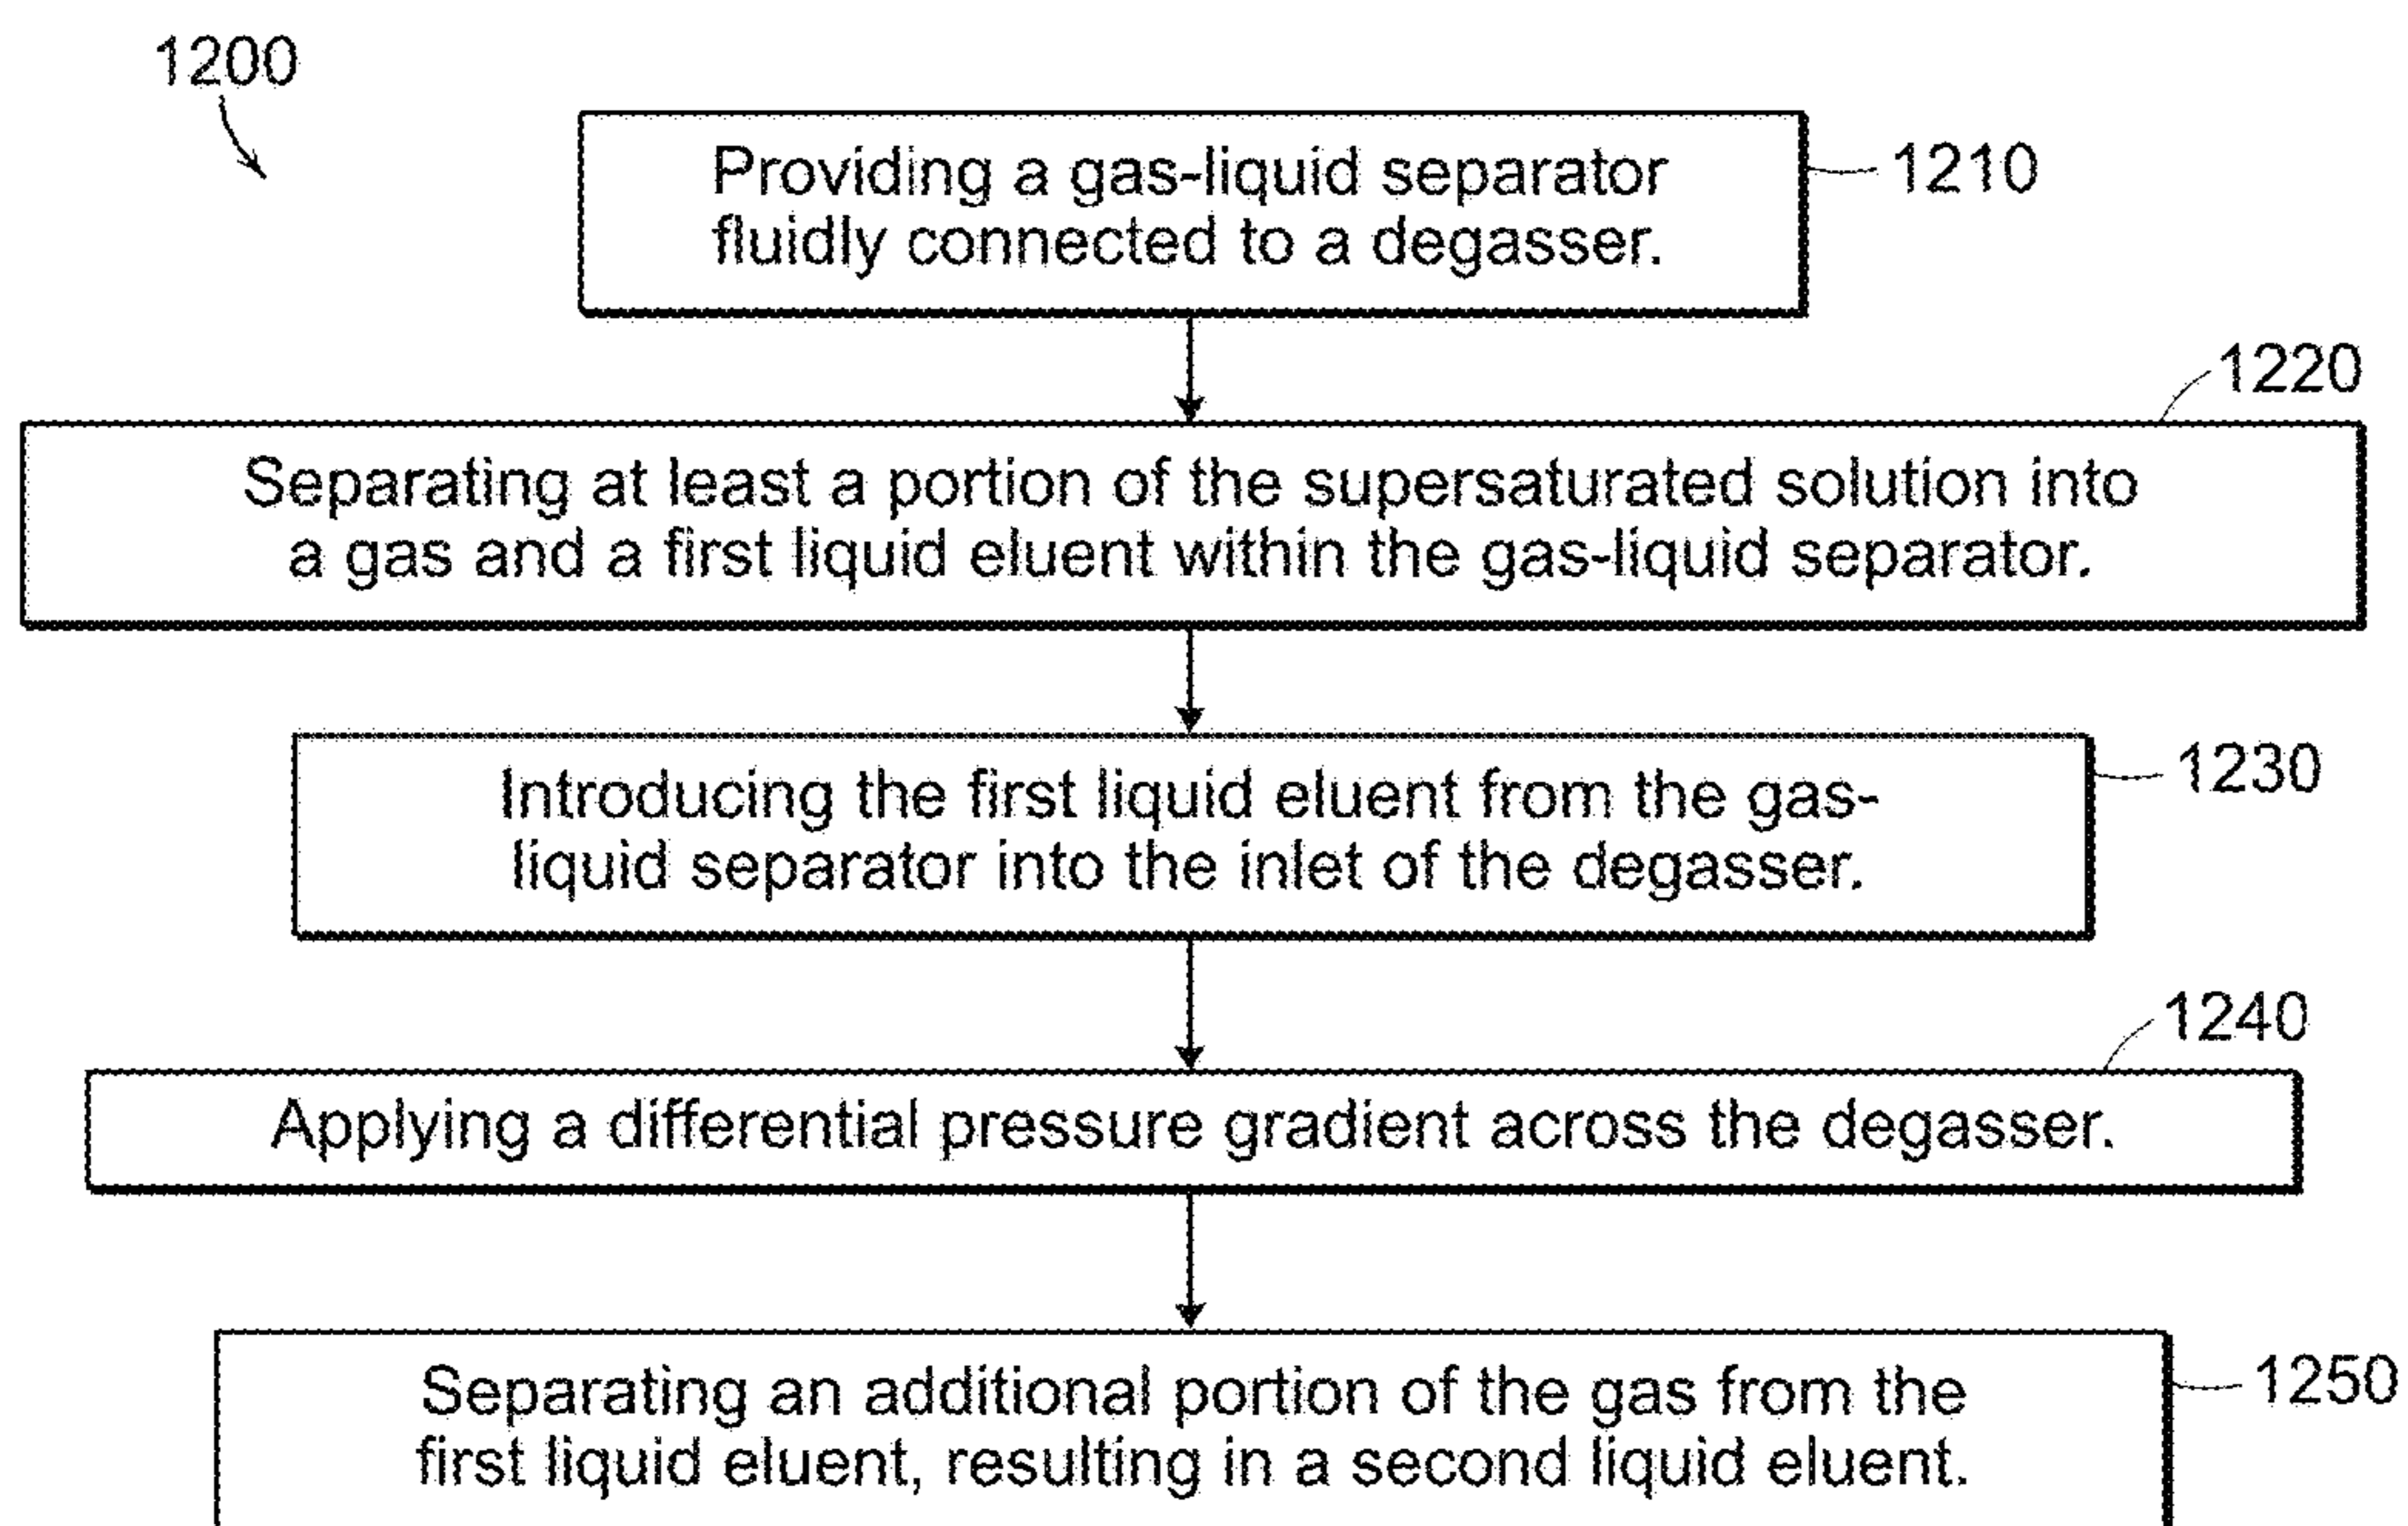 1200
Providing a gas-liquid separator
fluidly connected to a degasser.
1210
1220
Separating at least a portion of the supersaturated solution into
a gas and a first liquid eluent within the gas-liquid separator.
Introducing the first liquid eluent from the gas-
liquid separator into the inlet of the degasser.
1230
1240
Applying a differential pressure gradient across the degasser.
Separating an additional portion of the gas from the
first liquid eluent, resulting in a second liquid eluent.
1250